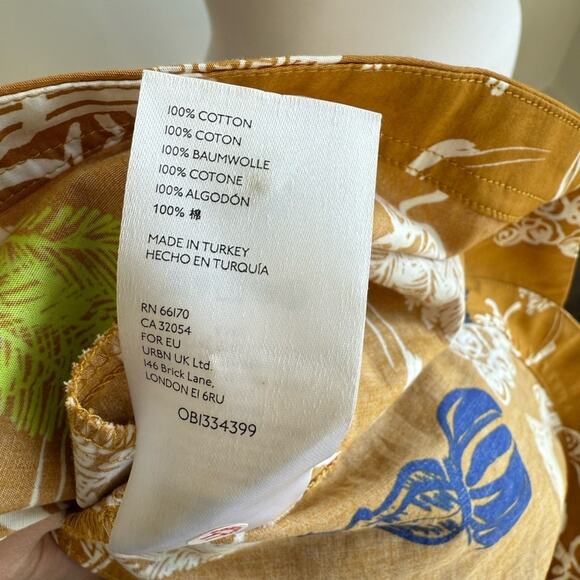 100% COTTON
100% COTON
100% BAUMWOLLE
100% COTONE
100% ALGODÓN
100% 棉
MADE IN TURKEY
HECHO EN TURQUÍA
RN 66170
CA 32054
FOR EU
URBN UK Ltd.
146 Brick Lane,
LONDON E1 6RU
OB1334399